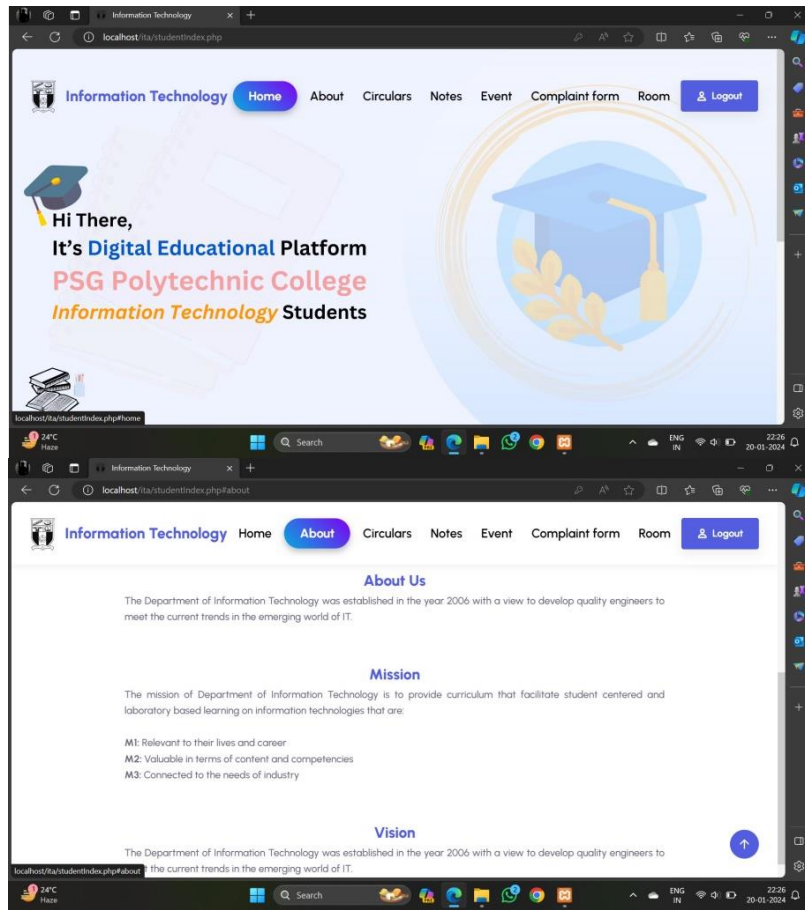 Information Technology
localhost/ita/studentIndex.php
Information Technology Home About Circulars Notes Event Complaint form Room Logout
Hi There,
It's Digital Educational Platform
PSG Polytechnic College
Information Technology Students
localhost/ita/studentIndex.php#home
24°C
Haze
Search
ENG
IN
22:26
20-01-2024
Information Technology
localhost/ita/studentIndex.php#about
Information Technology Home About Circulars Notes Event Complaint form Room Logout
About Us
The Department of Information Technology was established in the year 2006 with a view to develop quality engineers to
meet the current trends in the emerging world of IT.
Mission
The mission of Department of Information Technology is to provide curriculum that facilitate student centered and
laboratory based learning on information technologies that are:
M1: Relevant to their lives and career
M2: Valuable in terms of content and competencies
M3: Connected to the needs of industry
Vision
The Department of Information Technology was established in the year 2006 with a view to develop quality engineers to
the current trends in the emerging world of IT.
localhost/ita/studentIndex.php#about
24°C
Haze
Search
ENG
IN
22:26
20-01-2024